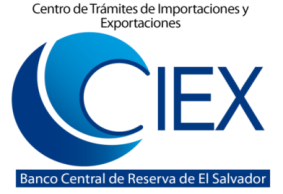 Centro de Trámites de Importaciones y
Exportaciones
CIEX
Banco Central de Reserva de El Salvador